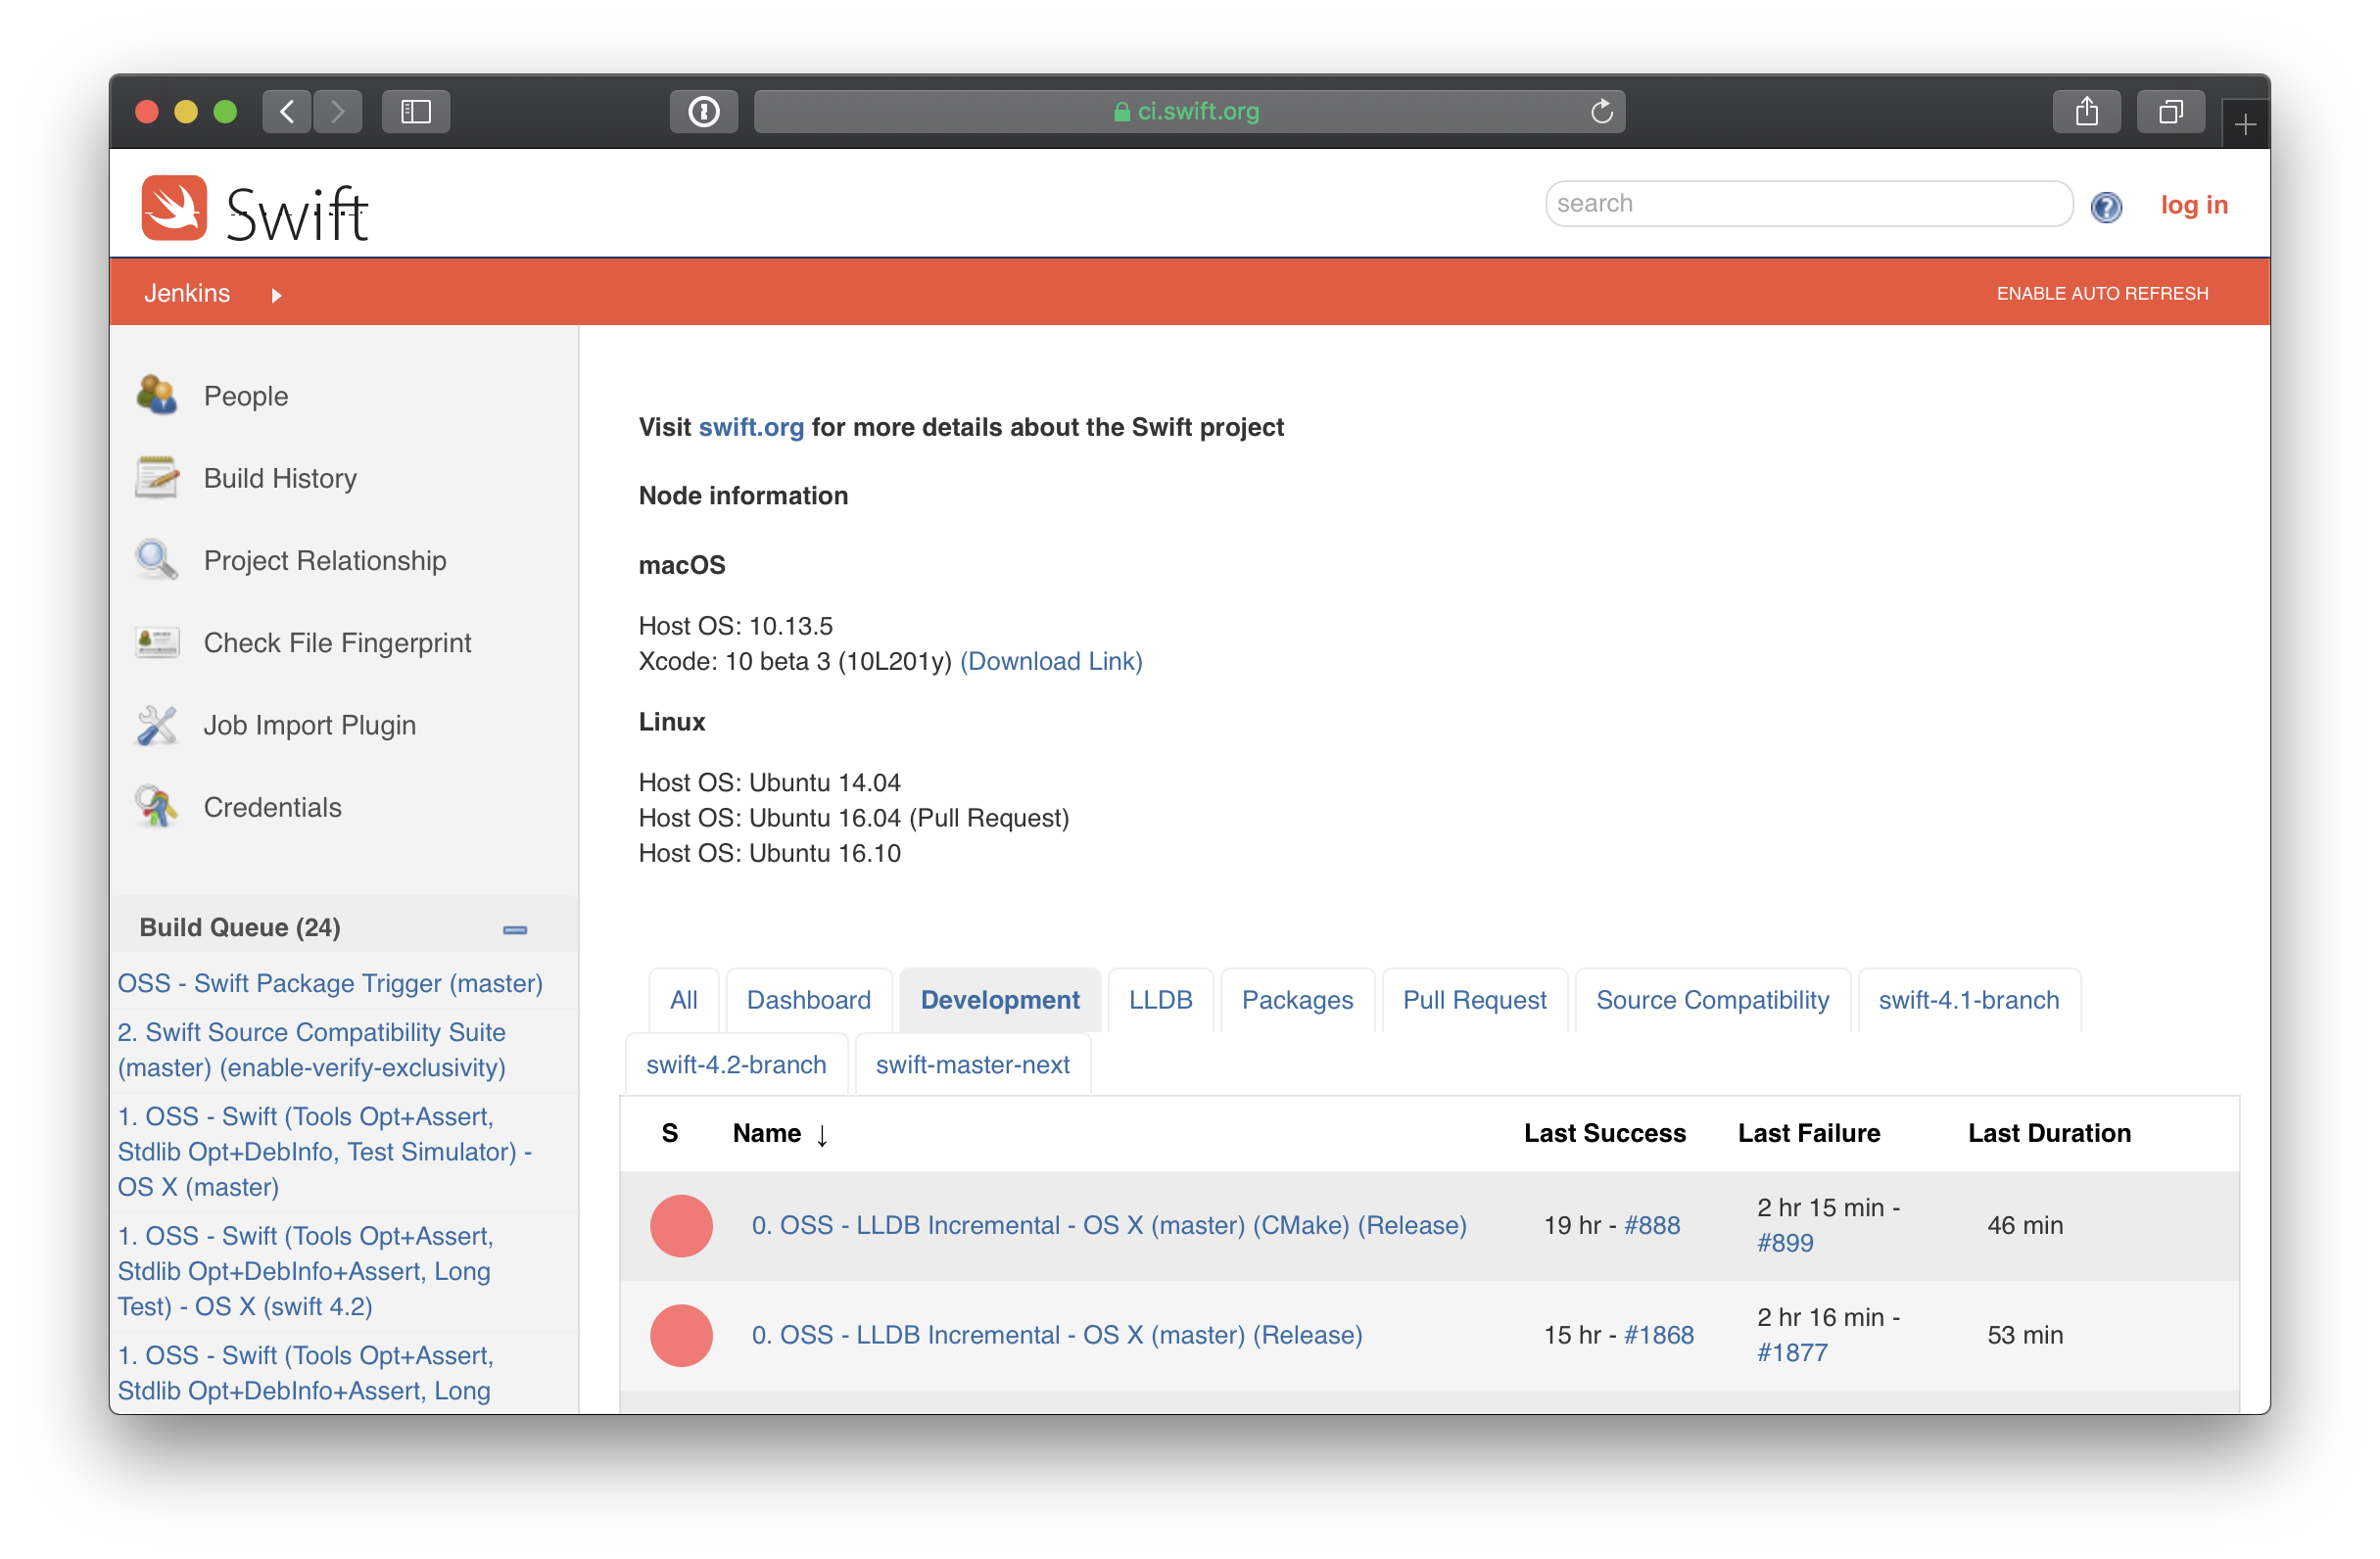 ci.swift.org
Swift
search
log in
Jenkins
ENABLE AUTO REFRESH
People
Build History
Project Relationship
Check File Fingerprint
Job Import Plugin
Credentials
Build Queue (24)
OSS - Swift Package Trigger (master)
2. Swift Source Compatibility Suite
(master) (enable-verify-exclusivity)
1. OSS - Swift (Tools Opt+Assert,
Stdlib Opt+DebInfo, Test Simulator) -
OS X (master)
1. OSS - Swift (Tools Opt+Assert,
Stdlib Opt+DebInfo+Assert, Long
Test) - OS X (swift 4.2)
1. OSS - Swift (Tools Opt+Assert,
Stdlib Opt+DebInfo+Assert, Long
Visit swift.org for more details about the Swift project
Node information
macOS
Host OS: 10.13.5
Xcode: 10 beta 3 (10L201y) (Download Link)
Linux
Host OS: Ubuntu 14.04
Host OS: Ubuntu 16.04 (Pull Request)
Host OS: Ubuntu 16.10
All Dashboard Development LLDB Packages Pull Request Source Compatibility swift-4.1-branch
swift-4.2-branch swift-master-next
S Name ↓ Last Success Last Failure Last Duration
0. OSS - LLDB Incremental - OS X (master) (CMake) (Release) 19 hr - #888 2 hr 15 min - 46 min
#899
0. OSS - LLDB Incremental - OS X (master) (Release) 15 hr - #1868 2 hr 16 min - 53 min
#1877